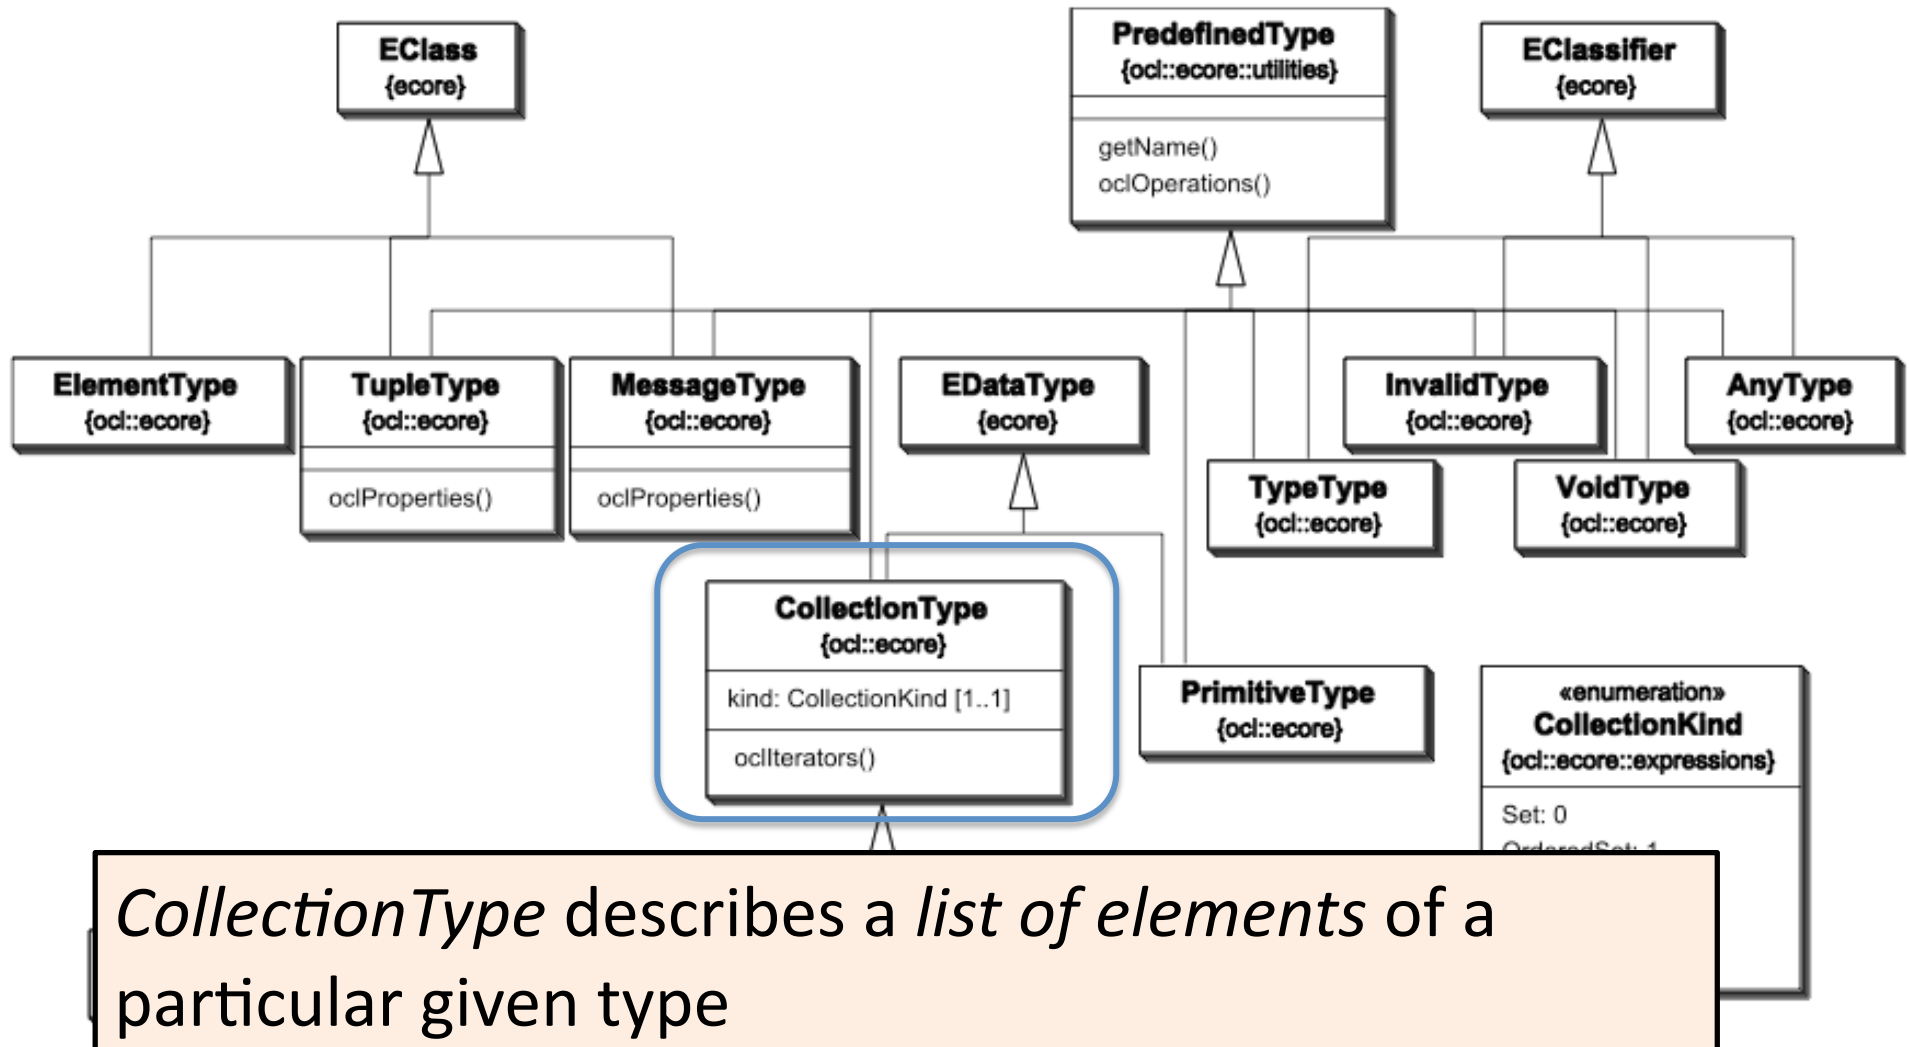 EClass
{ecore}
PredefinedType
{ocl::ecore::utilities}
getName()
oclOperations()
EClassifier
{ecore}
ElementType
{ocl::ecore}
TupleType
{ocl::ecore}
oclProperties()
MessageType
{ocl::ecore}
oclProperties()
EDataType
{ecore}
InvalidType
{ocl::ecore}
AnyType
{ocl::ecore}
TypeType
{ocl::ecore}
VoidType
{ocl::ecore}
CollectionType
{ocl::ecore}
kind: CollectionKind [1..1]
oclIterators()
PrimitiveType
{ocl::ecore}
«enumeration»
CollectionKind
{ocl::ecore::expressions}
Set: 0
OrderedSet: 1
CollectionType describes a list of elements of a
particular given type